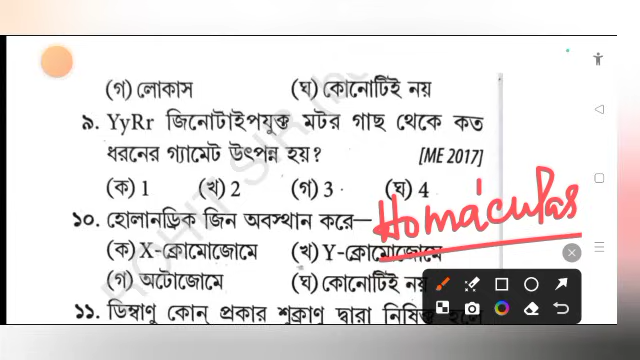 (গ) লোকাস (ঘ) কোনোটিই নয়
৯. YyRr জিনোটাইপযুক্ত মটর গাছ থেকে কত
ধরনের গ্যামেট উৎপন্ন হয়? [ME 2017]
(ক) 1 (খ) 2 (গ) 3 (ঘ) 4
Homáculas
১০. হোলানড্রিক জিন অবস্থান করে—
(ক) X-ক্রোমোজোমে (খ) Y-ক্রোমোজোমে
(গ) অটোজোমে (ঘ) কোনোটিই নয়
১১. ডিম্বাণু কোন্ প্রকার শুক্রাণু দ্বারা নিষিক্ত হলে